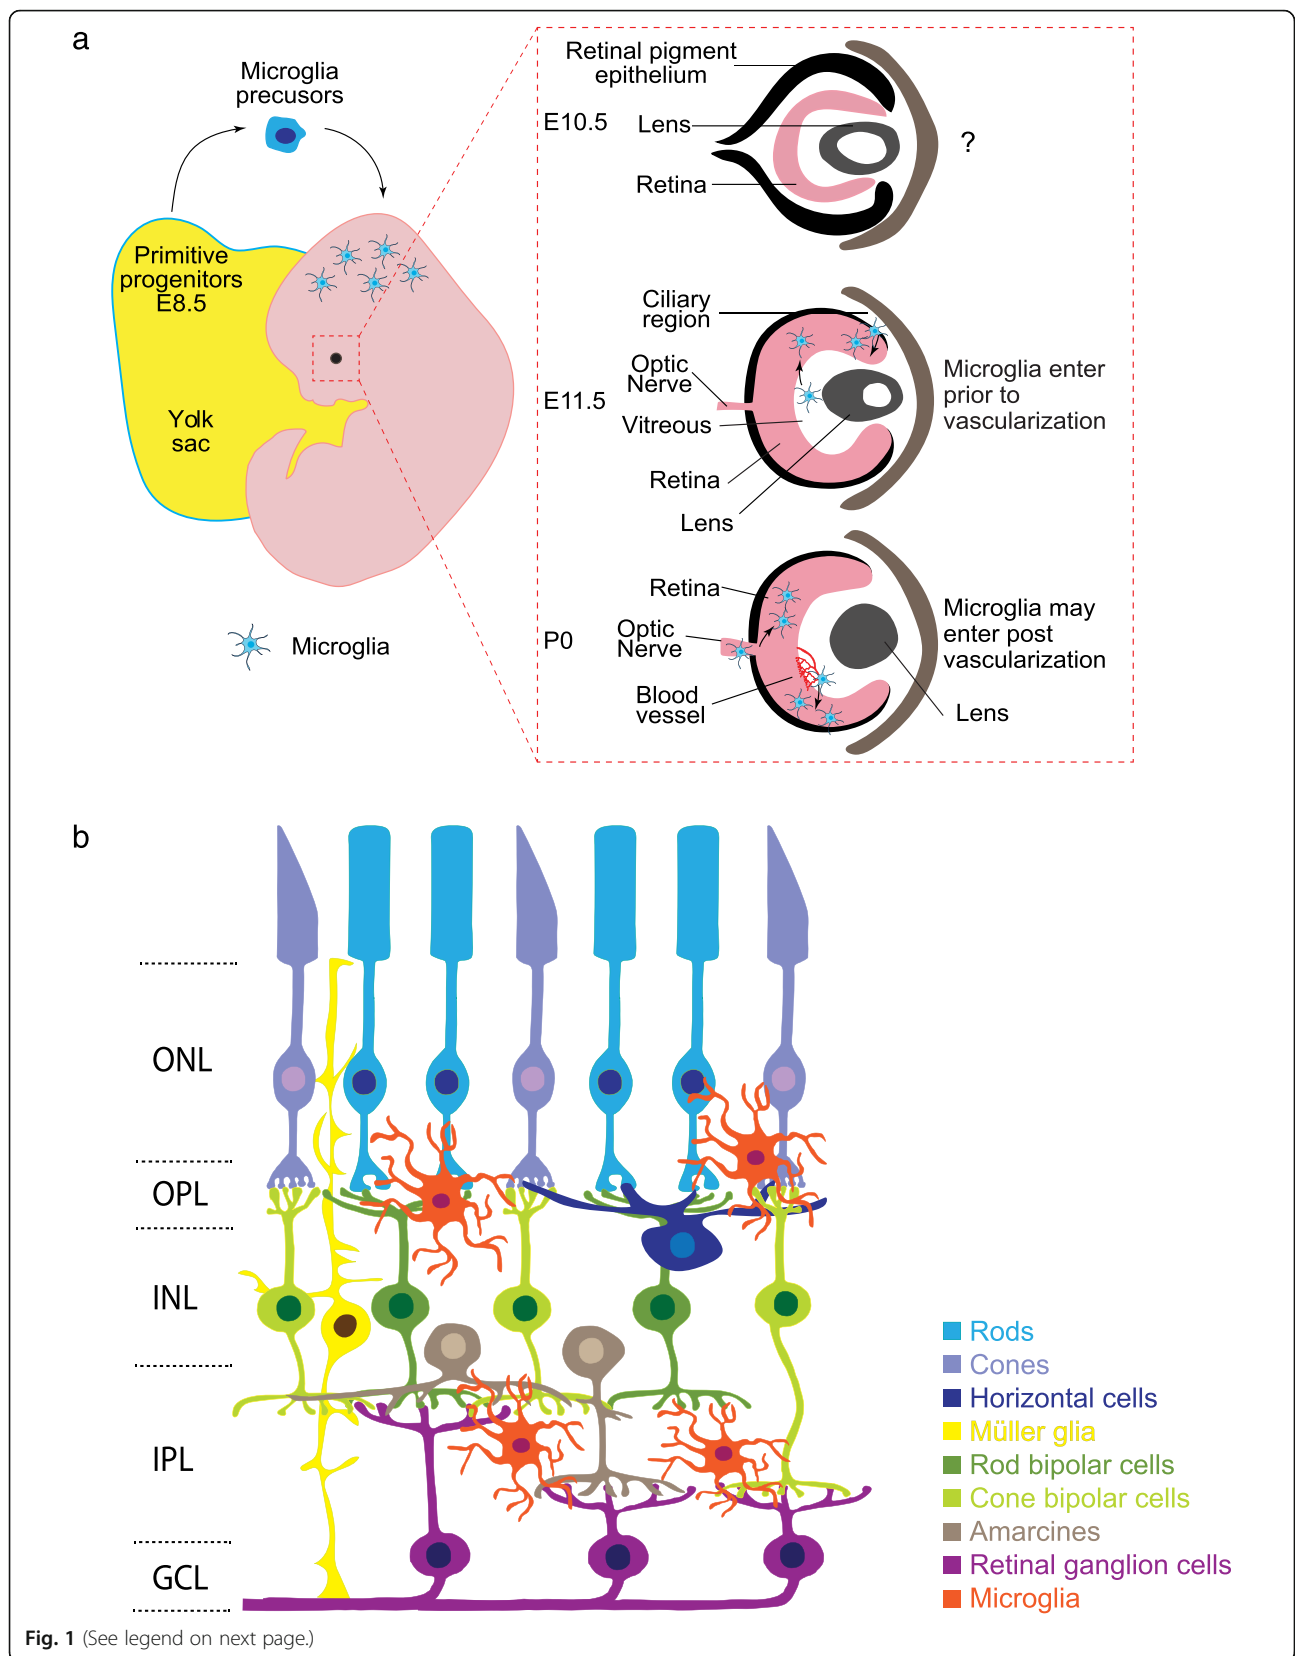 a
Microglia
precusors
Primitive
progenitors
E8.5
Yolk
sac
Microglia
Retinal pigment
epithelium
E10.5
Lens
Retina
?
Ciliary
region
Optic
Nerve
E11.5
Vitreous
Retina
Lens
Microglia enter
prior to
vascularization
Retina
Optic
Nerve
P0
Blood
vessel
Microglia may
enter post
vascularization
Lens
b
ONL
OPL
INL
IPL
GCL
Rods
Cones
Horizontal cells
Müller glia
Rod bipolar cells
Cone bipolar cells
Amarcines
Retinal ganglion cells
Microglia
Fig. 1 (See legend on next page.)